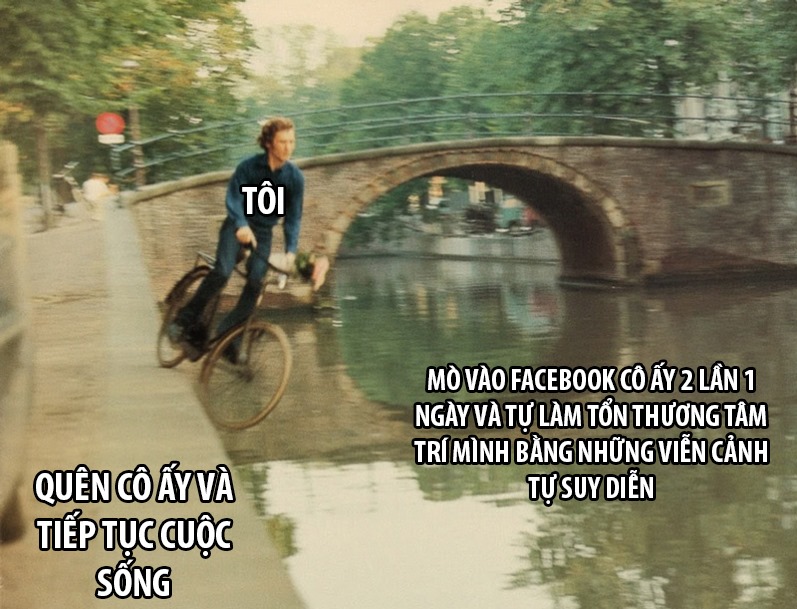 TÔI
MÒ VÀO FACEBOOK CÔ ẤY 2 LẦN 1
NGÀY VÀ TỰ LÀM TỔN THƯƠNG TÂM
TRÍ MÌNH BẰNG NHỮNG VIỄN CẢNH
TỰ SUY DIỄN
QUÊN CÔ ẤY VÀ
TIẾP TỤC CUỘC
SỐNG